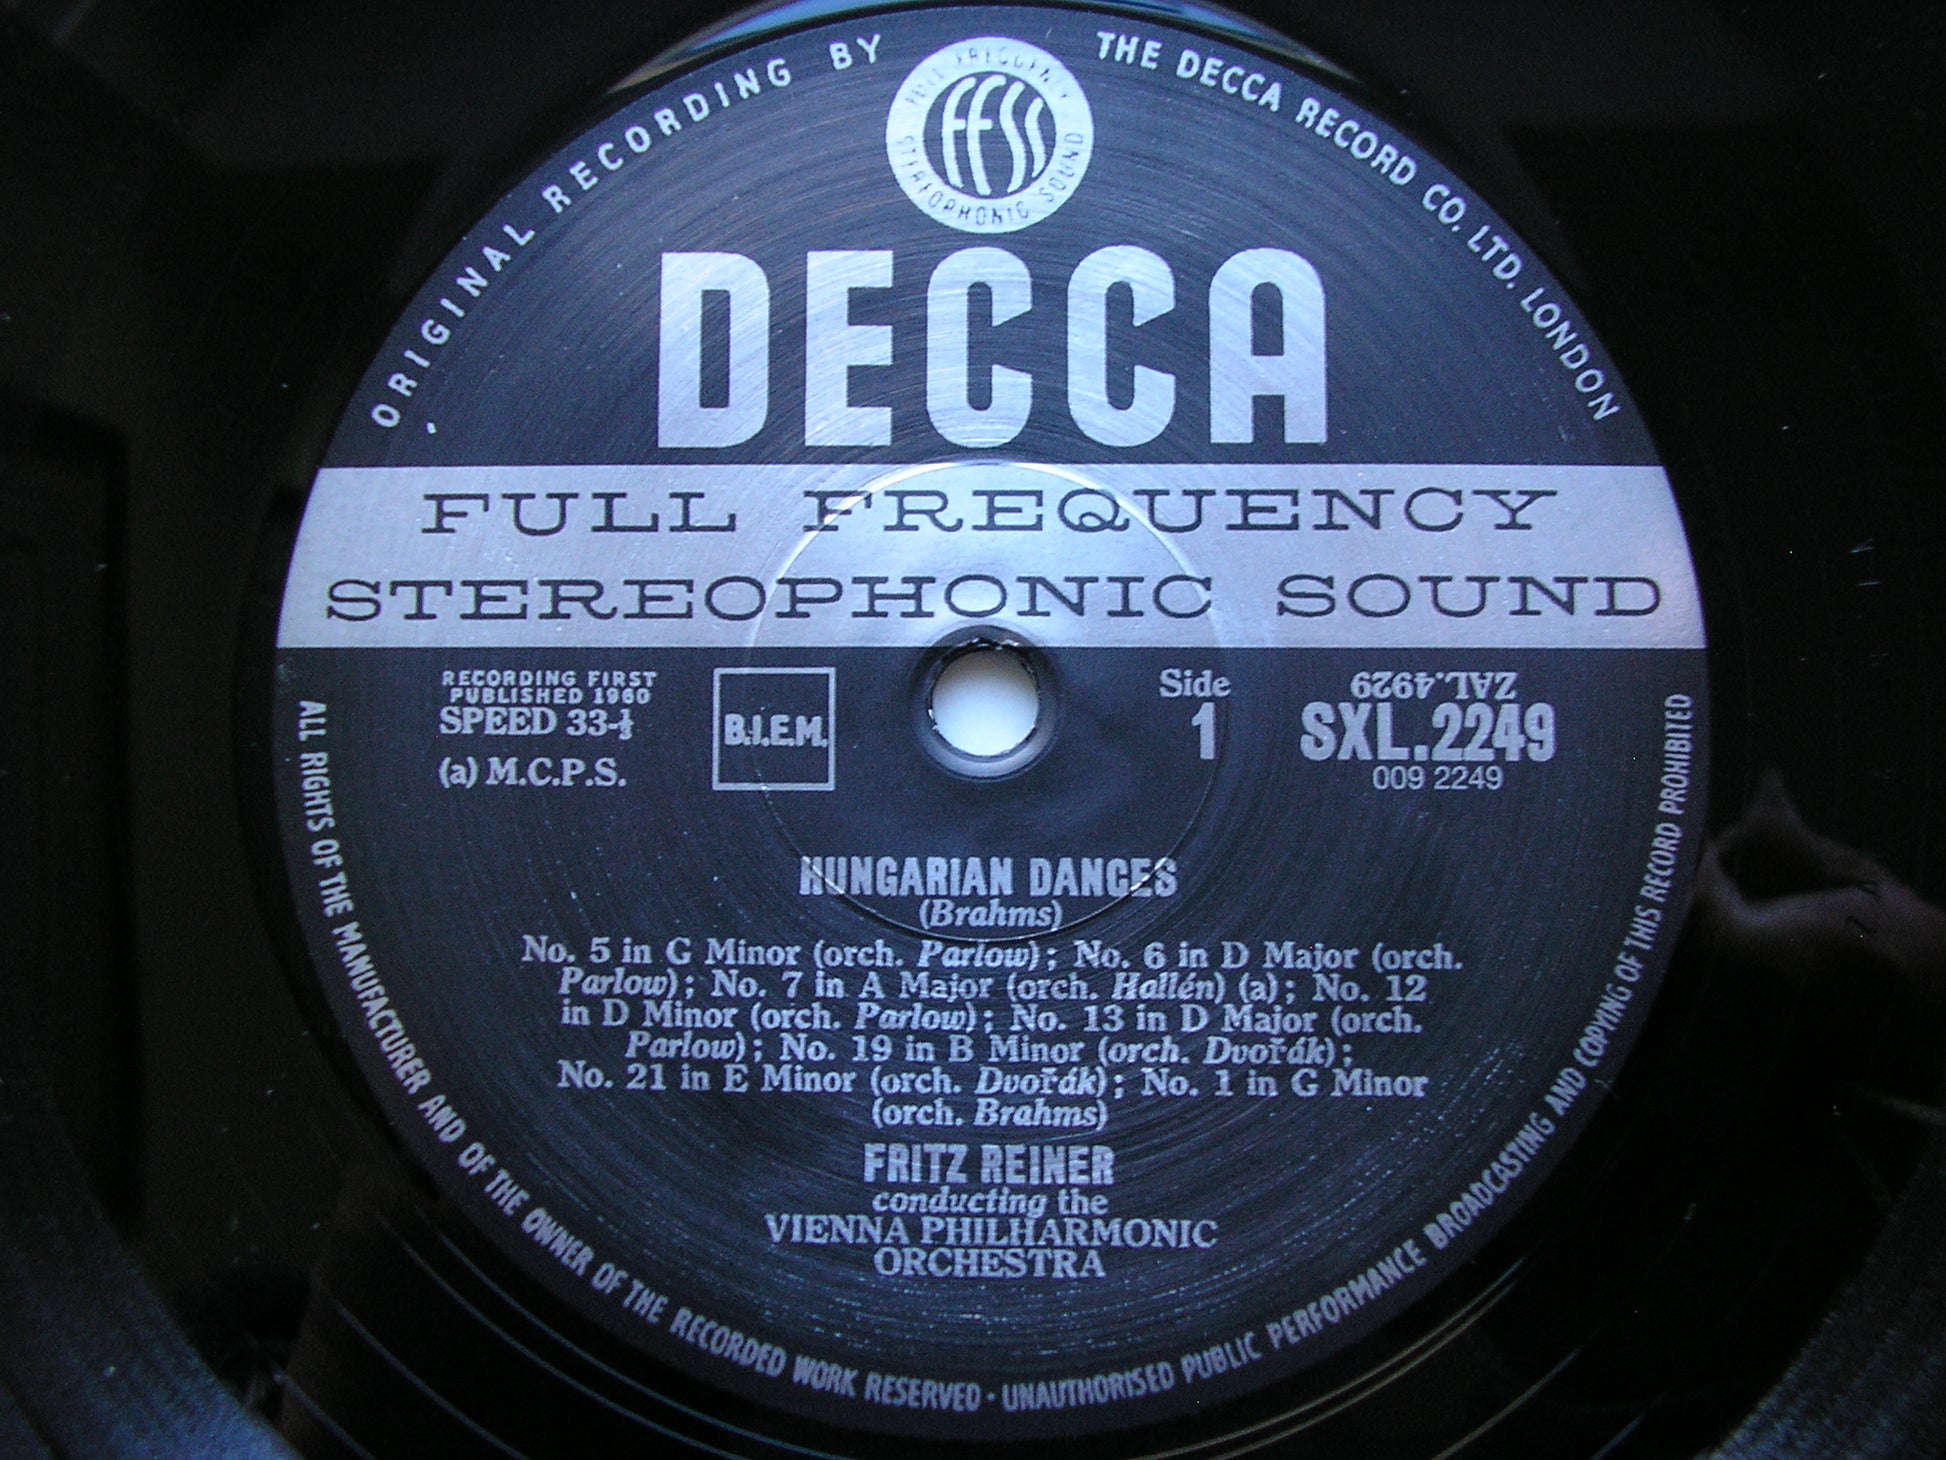 ORIGINAL RECORDING BY
THE DECCA RECORD CO. LTD. LONDON
FULL FREQUENCY
ffss
STEREOPHONIC SOUND
DECCA
FULL FREQUENCY
STEREOPHONIC SOUND
RECORDING FIRST
PUBLISHED 1960
SPEED 33-⅓
(a) M.C.P.S.
B.I.E.M.
Side
1
ZAL.4929
SXL.2249
009 2249
HUNGARIAN DANCES
(Brahms)
No. 5 in G Minor (orch. Parlow); No. 6 in D Major (orch.
Parlow); No. 7 in A Major (orch. Hallén) (a); No. 12
in D Minor (orch. Parlow); No. 13 in D Major (orch.
Parlow); No. 19 in B Minor (orch. Dvořák);
No. 21 in E Minor (orch. Dvořák); No. 1 in G Minor
(orch. Brahms)
FRITZ REINER
conducting the
VIENNA PHILHARMONIC
ORCHESTRA
ALL RIGHTS OF THE MANUFACTURER AND OF THE OWNER OF THE RECORDED WORK RESERVED · UNAUTHORISED PUBLIC PERFORMANCE BROADCASTING AND COPYING OF THIS RECORD PROHIBITED